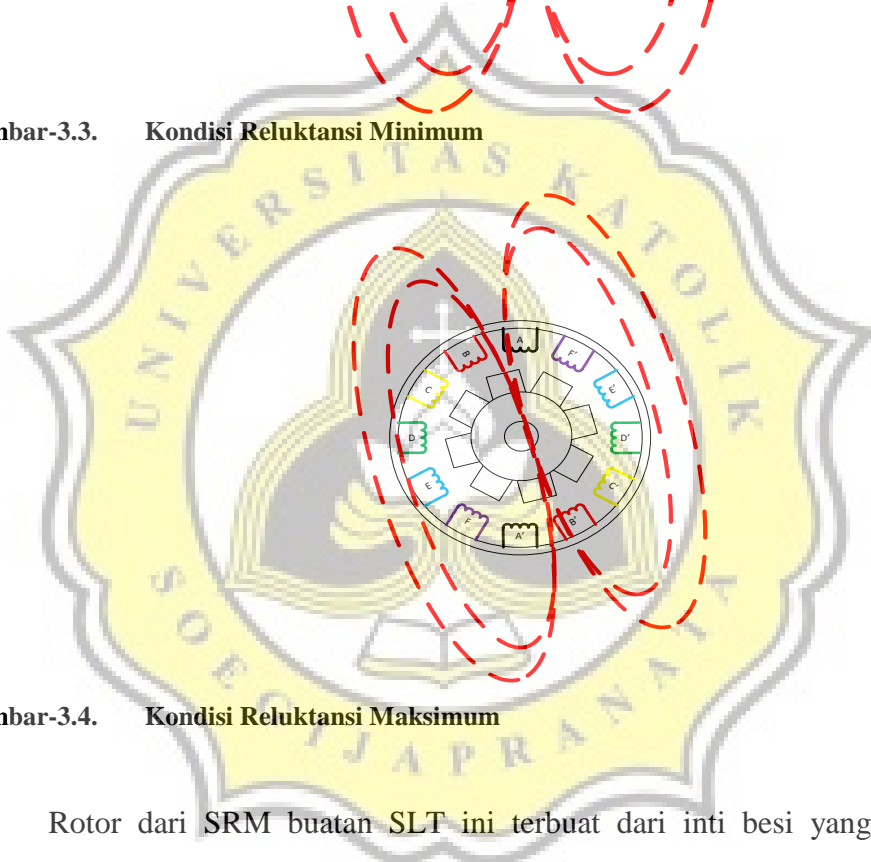 mbar-3.3. Kondisi Reluktansi Minimum
UNIVERSITAS KATOLIK
A
B
F'
C
E'
D
D'
E
C'
F
A'
B'
SOEGIJAPRANATA
mbar-3.4. Kondisi Reluktansi Maksimum
Rotor dari SRM buatan SLT ini terbuat dari inti besi yang